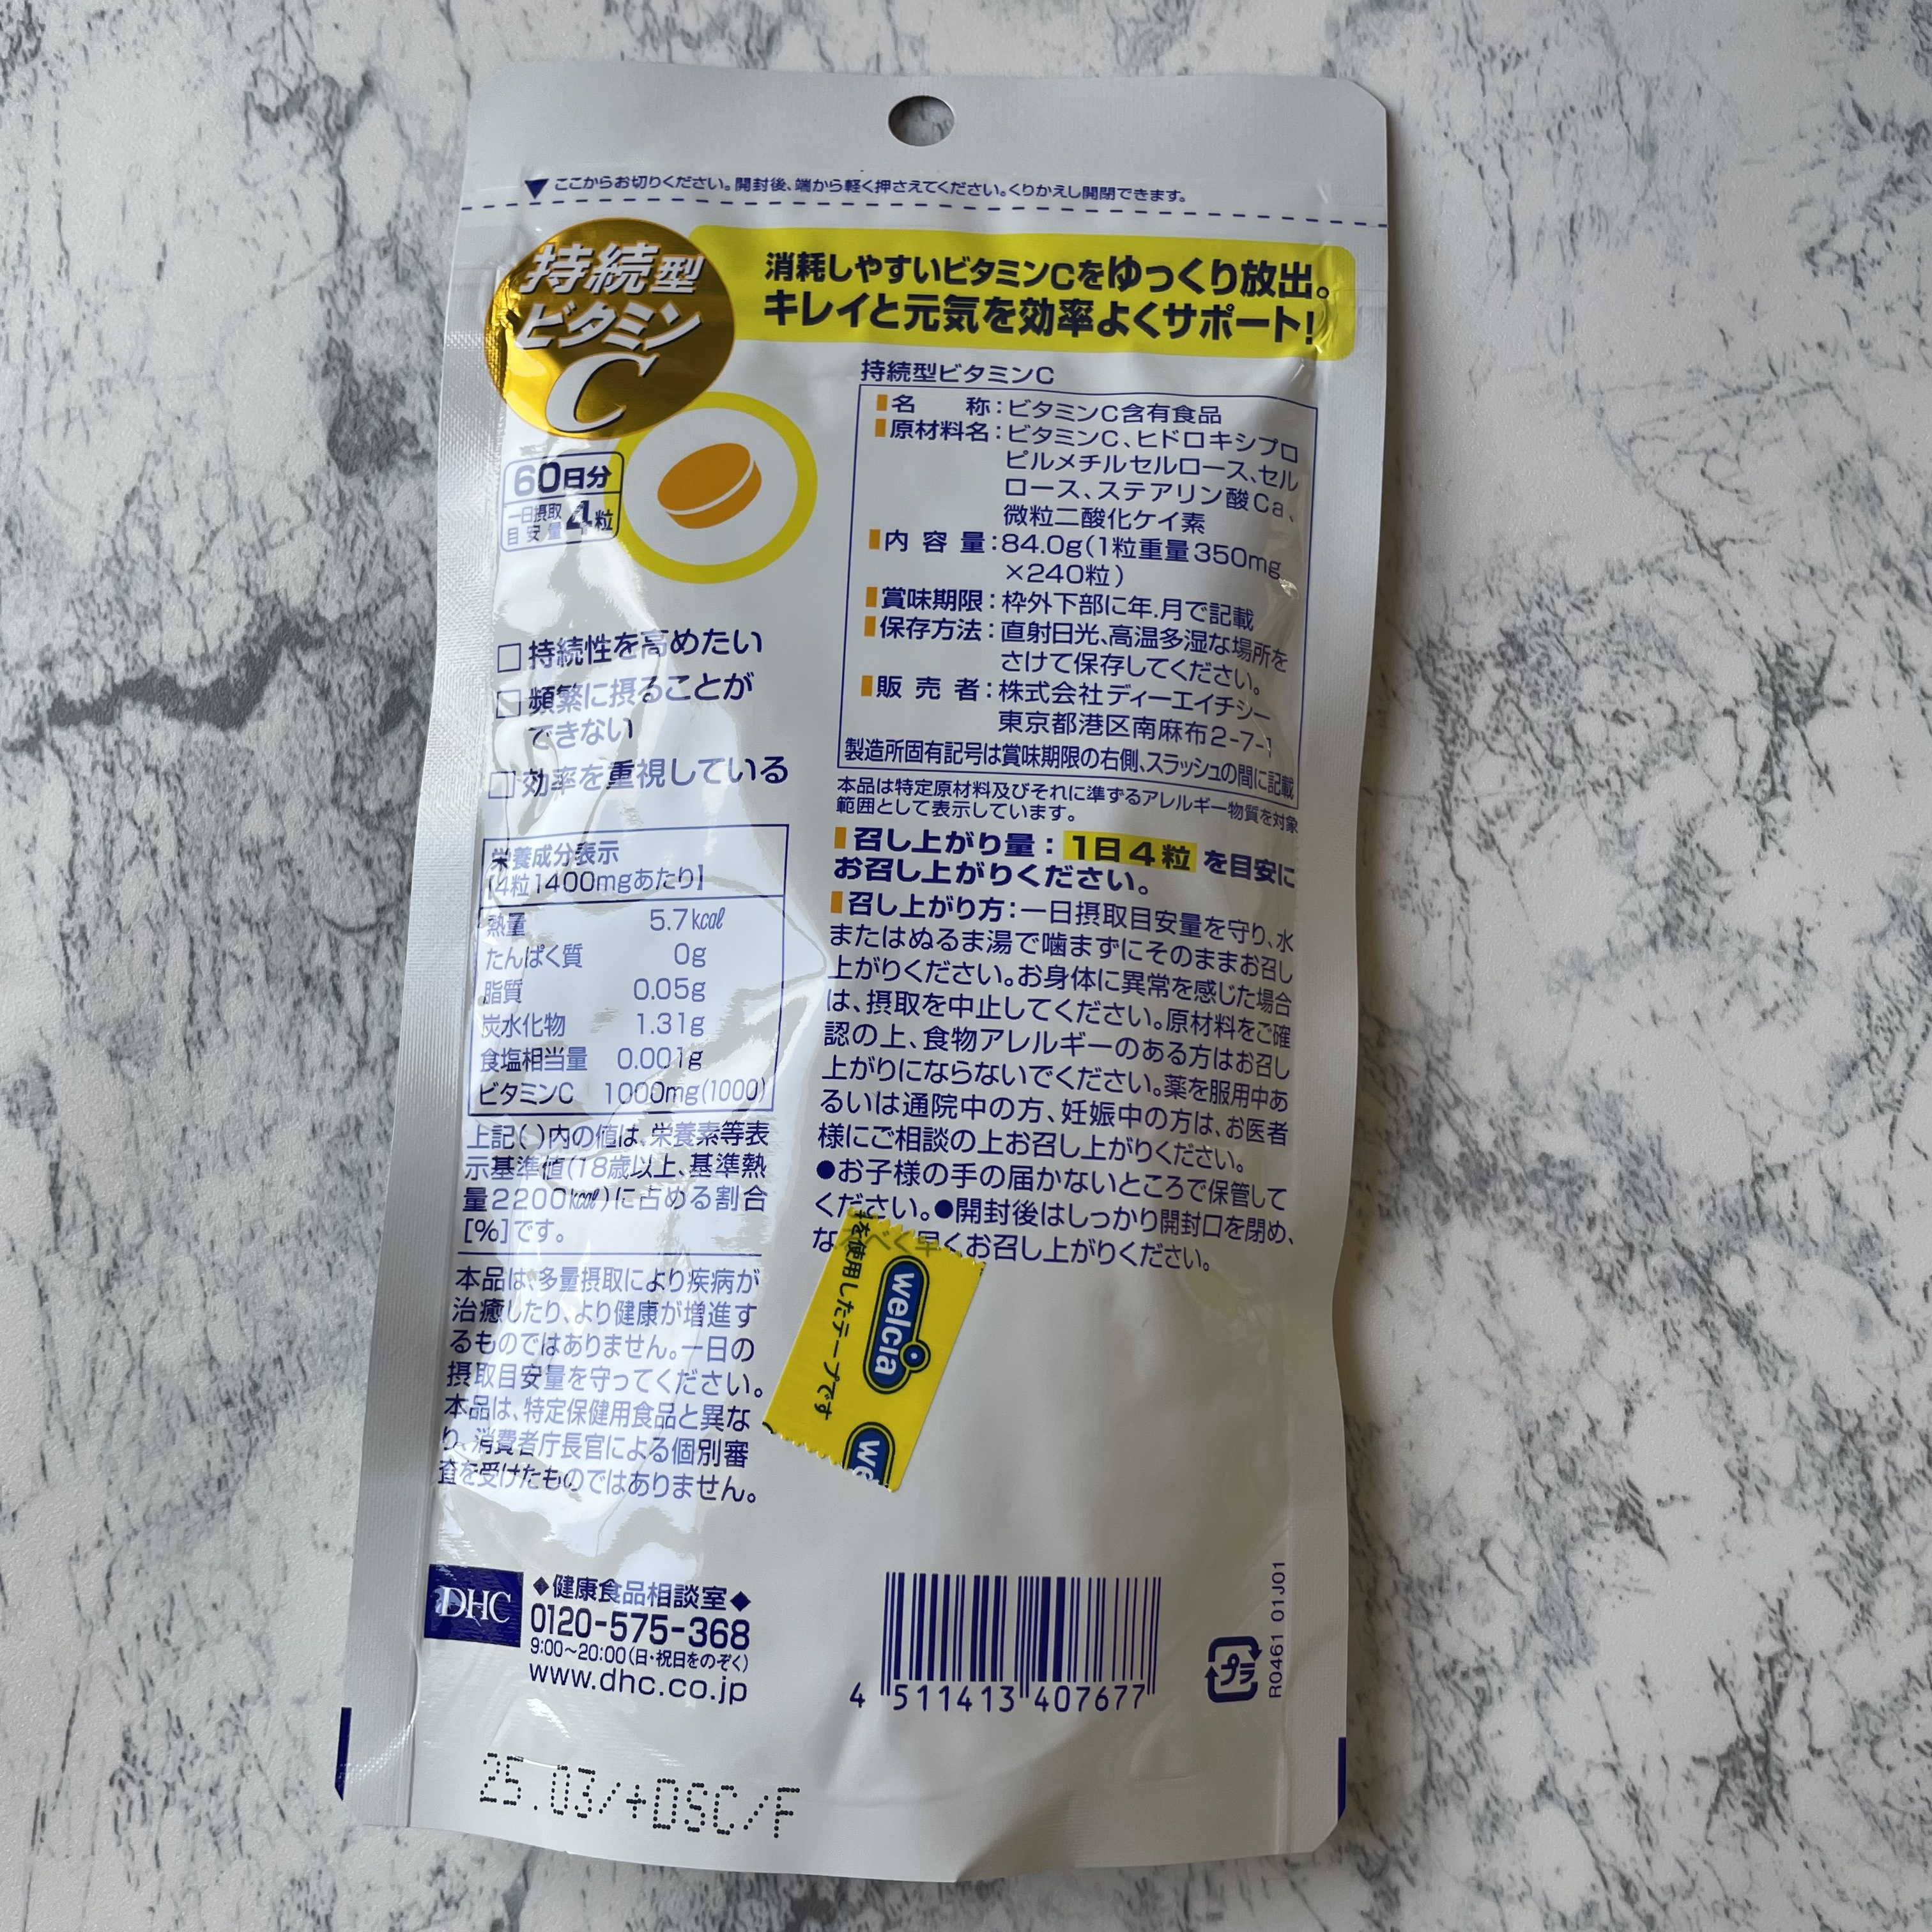 ここからお切りください。開封後、端から軽く押さえてください。くりかえし開閉できます。
持続型
ビタミン
C
消耗しやすいビタミンCをゆっくり放出。
キレイと元気を効率よくサポート!
60日分
一日摂取
目安量
4粒
□持続性を高めたい
□頻繁に摂ることが
できない
□効率を重視している
栄養成分表示
[4粒1400mgあたり]
熱量 5.7kcal
たんぱく質 0g
脂質 0.05g
炭水化物 1.31g
食塩相当量 0.001g
ビタミンC 1000mg(1000)
上記( )内の値は、栄養素等表
示基準値(18歳以上、基準熱
量2200kcal)に占める割合
[%]です。
本品は、多量摂取により疾病が
治癒したり、より健康が増進す
るものではありません。一日の
摂取目安量を守ってください。
本品は、特定保健用食品と異な
り、消費者庁長官による個別審
査を受けたものではありません。
持続型ビタミンC
名称:ビタミンC含有食品
原材料名:ビタミンC、ヒドロキシプロ
ピルメチルセルロース、セル
ロース、ステアリン酸Ca、
微粒二酸化ケイ素
内容量:84.0g(1粒重量350mg
×240粒)
賞味期限:枠外下部に年.月で記載
保存方法:直射日光、高温多湿な場所を
さけて保存してください。
販売者:株式会社ディーエイチシー
東京都港区南麻布2-7-1
製造所固有記号は賞味期限の右側、スラッシュの間に記載
本品は特定原材料及びそれに準ずるアレルギー物質を対象
範囲として表示しています。
召し上がり量:1日4粒を目安に
お召し上がりください。
召し上がり方:一日摂取目安量を守り、水
またはぬるま湯で噛まずにそのままお召し
上がりください。お身体に異常を感じた場合
は、摂取を中止してください。原材料をご確
認の上、食物アレルギーのある方はお召し
上がりにならないでください。薬を服用中あ
るいは通院中の方、妊娠中の方は、お医者
様にご相談の上お召し上がりください。
●お子様の手の届かないところで保管して
ください。●開封後はしっかり開封口を閉め、
なるべく早くお召し上がりください。
を使用したテープです
welcia
we
DHC
◆健康食品相談室◆
0120-575-368
9:00~20:00(日・祝日をのぞく)
www.dhc.co.jp
4 511413 407677
プラ
R0461 01J01
25.03/+DSC/F